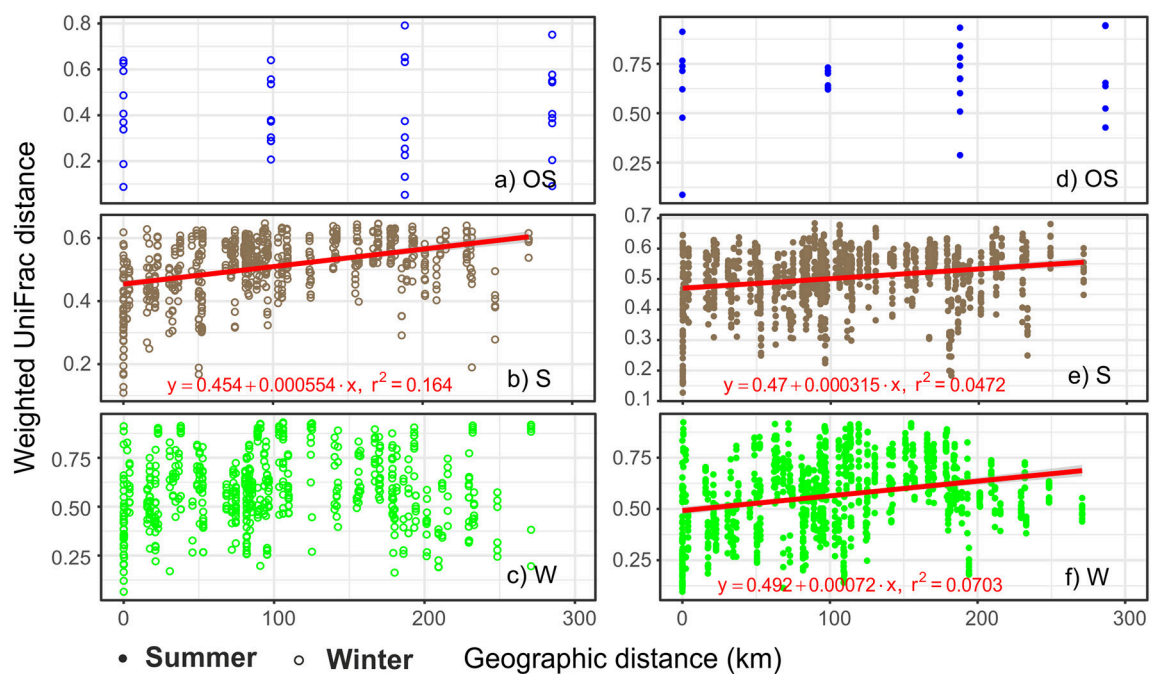 Weighted UniFrac distance
0.8
0.6
0.4
0.2
a) OS
0.75
0.50
0.25
d) OS
0.6
0.4
0.2
y = 0.454 + 0.000554 · x, r² = 0.164
b) S
0.7
0.6
0.5
0.4
0.3
0.2
0.1
y = 0.47 + 0.000315 · x, r² = 0.0472
e) S
0.75
0.50
0.25
c) W
0.75
0.50
0.25
y = 0.492 + 0.00072 · x, r² = 0.0703
f) W
0 100 200 300
0 100 200 300
Summer Winter Geographic distance (km)